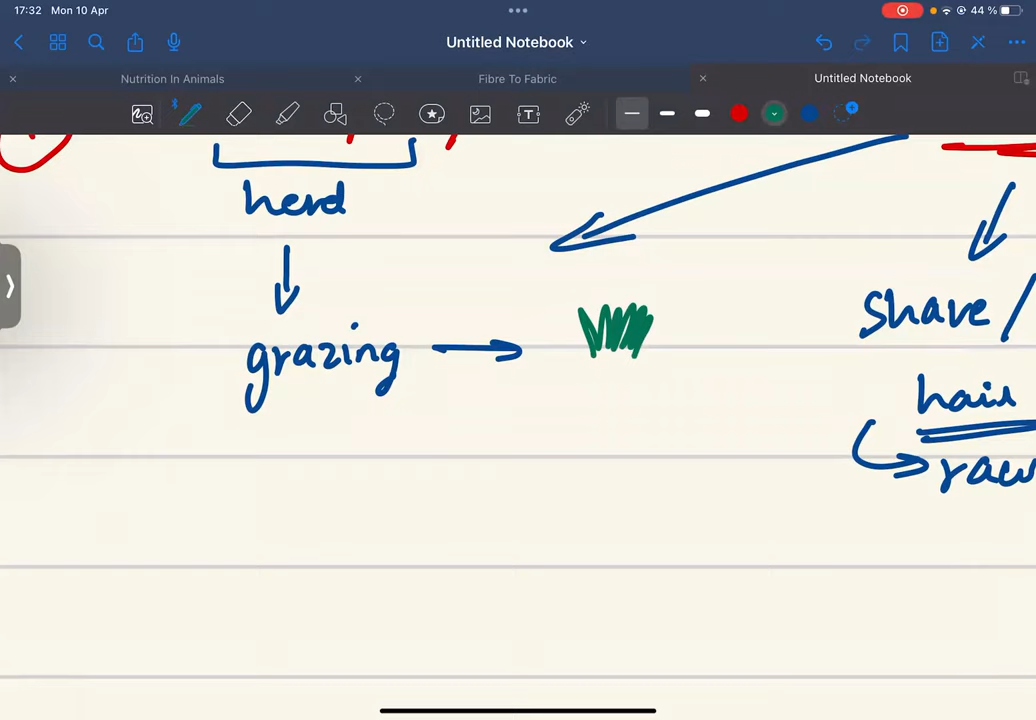 17:32 Mon 10 Apr
44 %
Untitled Notebook
Nutrition In Animals
Fibre To Fabric
Untitled Notebook
herd
grazing
shave/
hair
raw